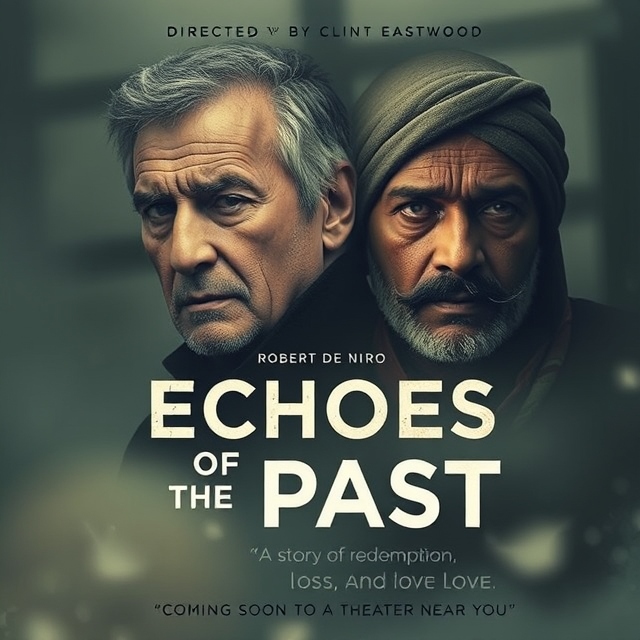 DIRECTED BY CLINT EASTWOOD
ROBERT DE NIRO
ECHOES
OF
THE PAST
"A story of redemption,
loss, And love Love.
"COMING SOON TO A THEATER NEAR YOU"